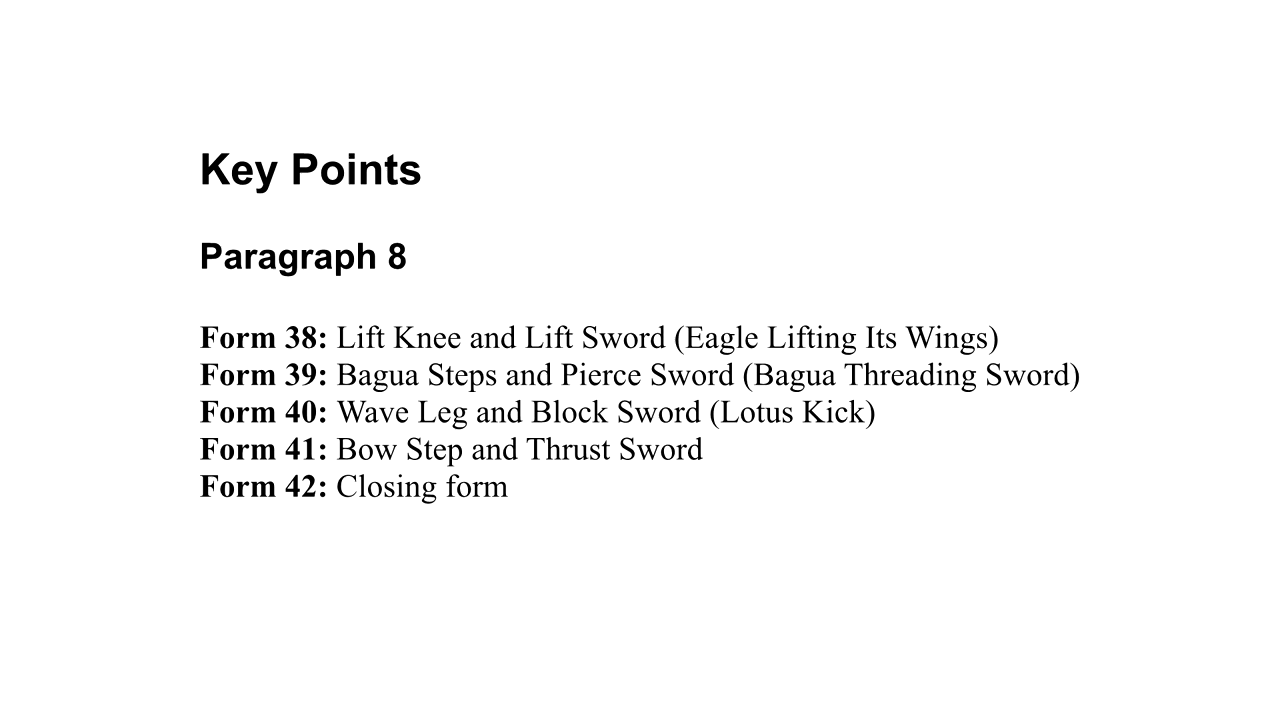 Key Points
Paragraph 8
Form 38: Lift Knee and Lift Sword (Eagle Lifting Its Wings)
Form 39: Bagua Steps and Pierce Sword (Bagua Threading Sword)
Form 40: Wave Leg and Block Sword (Lotus Kick)
Form 41: Bow Step and Thrust Sword
Form 42: Closing form